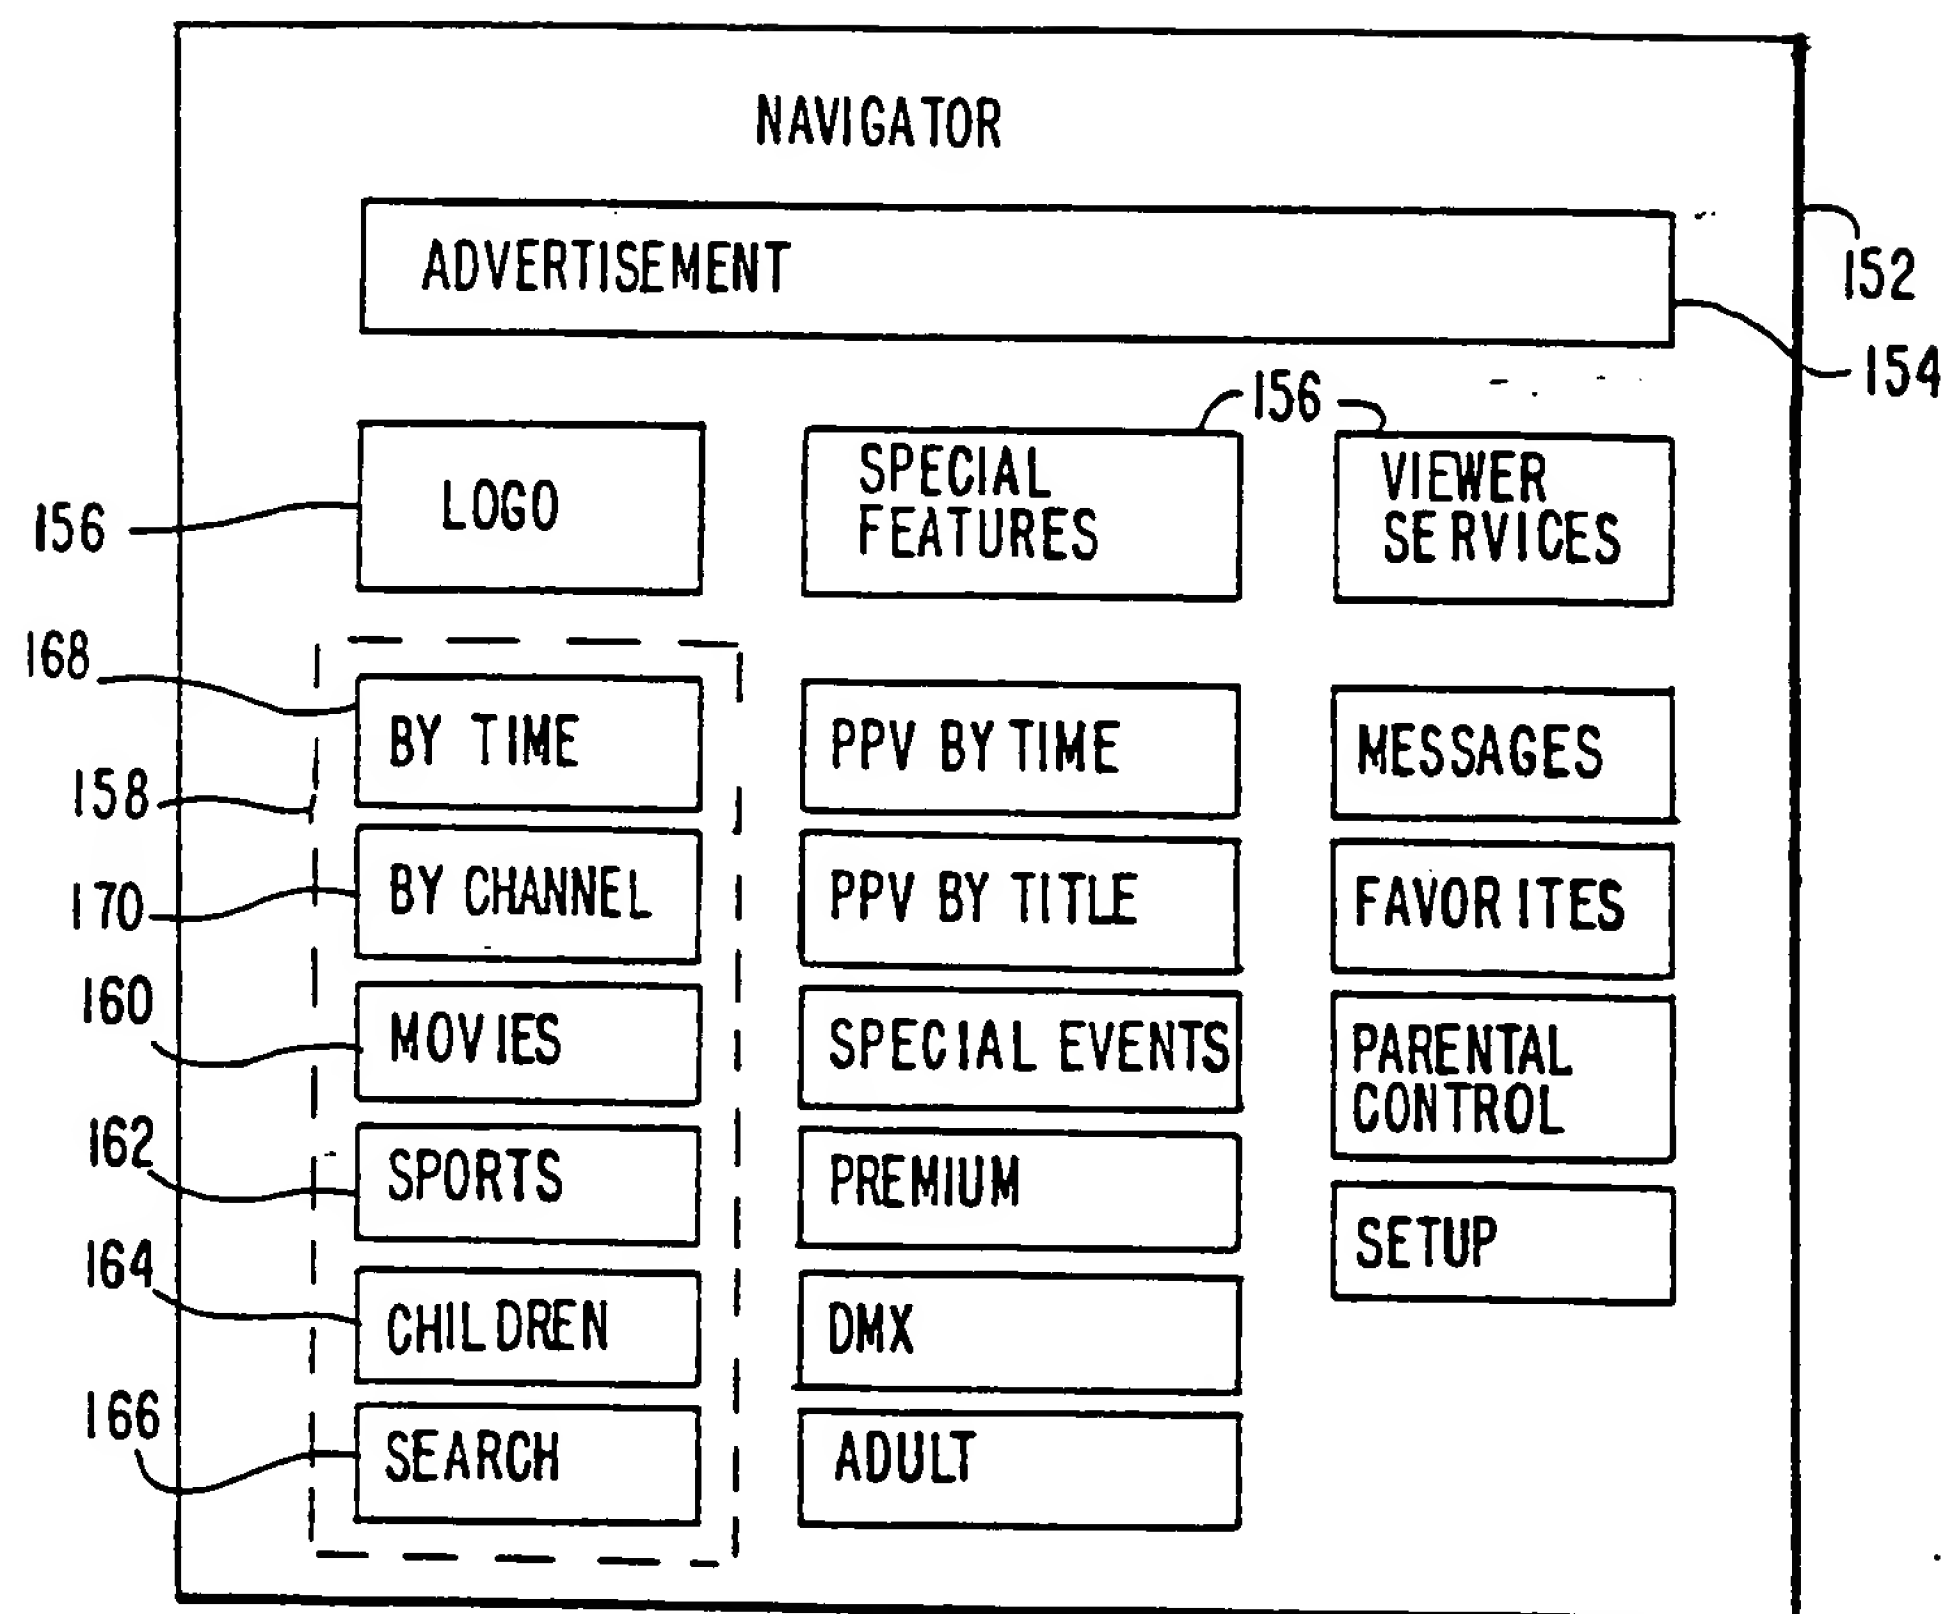 NAVIGATOR
ADVERTISEMENT
152
154
156
156
LOGO
SPECIAL
FEATURES
VIEWER
SERVICES
168
BY TIME
PPV BY TIME
MESSAGES
158
BY CHANNEL
PPV BY TITLE
FAVORITES
170
160
MOVIES
SPECIAL EVENTS
PARENTAL
CONTROL
162
SPORTS
PREMIUM
SETUP
164
CHILDREN
DMX
166
SEARCH
ADULT